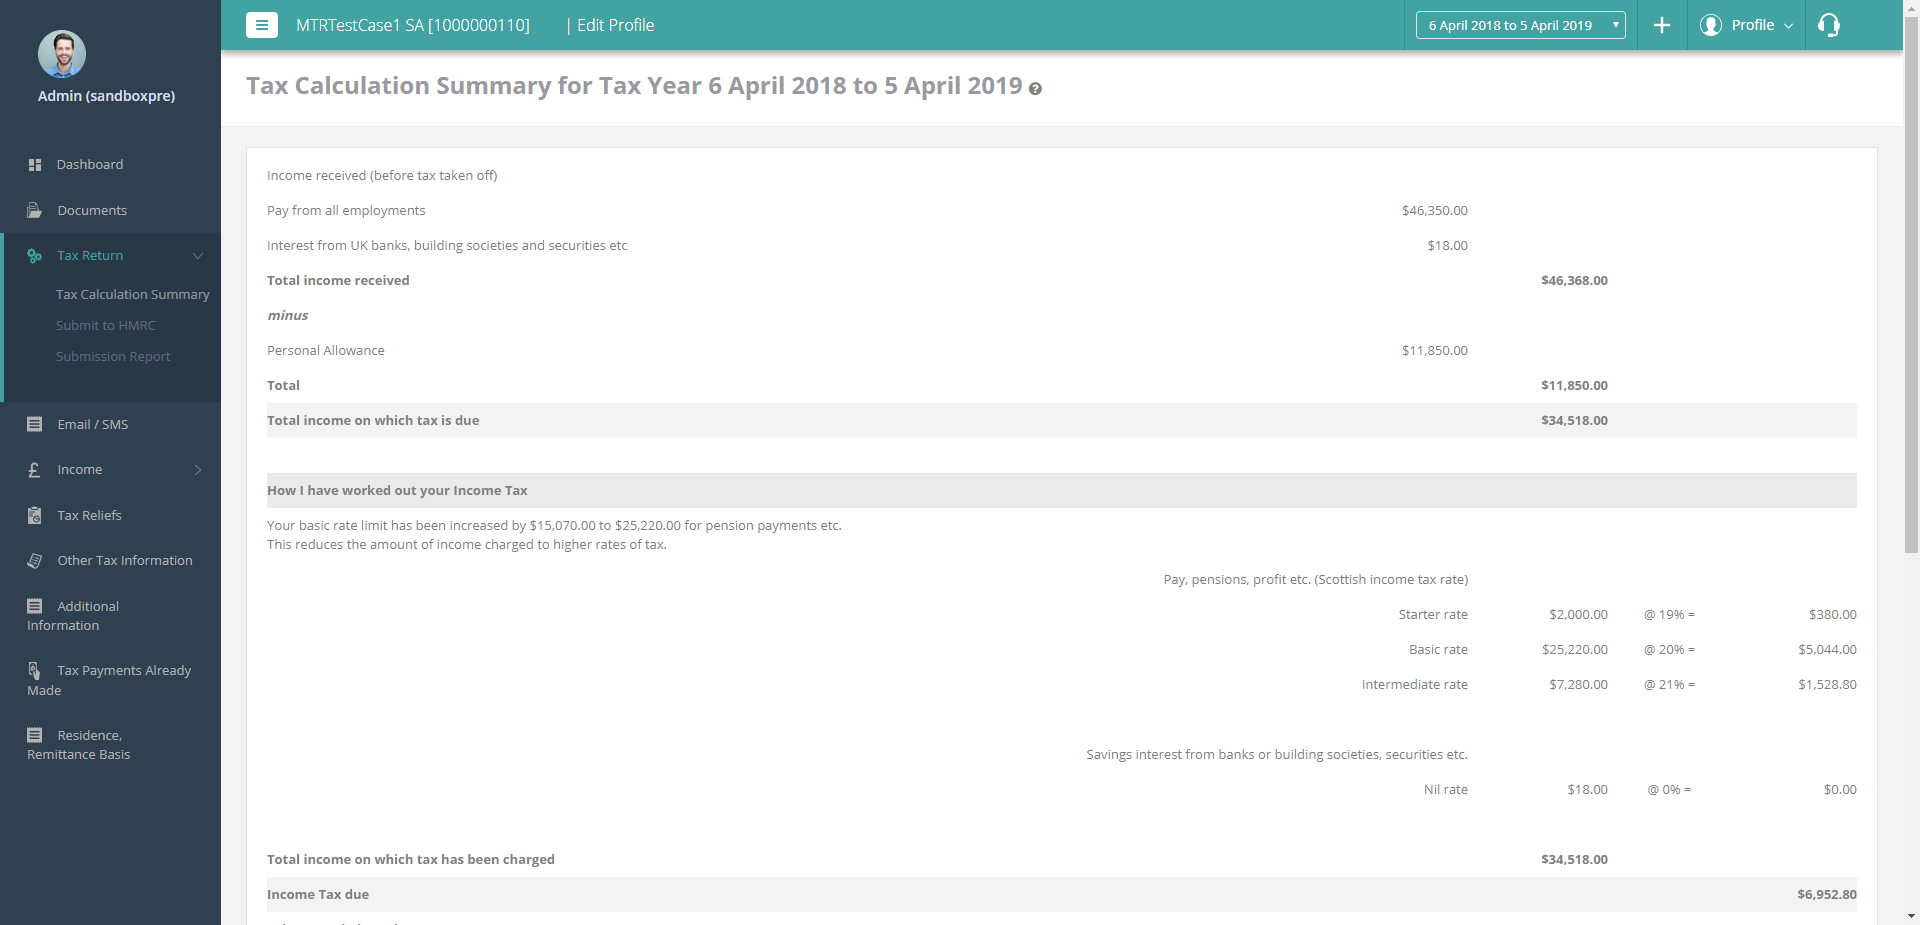 MTRTestCase1 SA [1000000110] | Edit Profile
6 April 2018 to 5 April 2019
Profile
Admin (sandboxpre)
Dashboard
Documents
Tax Return
Tax Calculation Summary
Submit to HMRC
Submission Report
Email / SMS
Income
Tax Reliefs
Other Tax Information
Additional
Information
Tax Payments Already
Made
Residence,
Remittance Basis
Tax Calculation Summary for Tax Year 6 April 2018 to 5 April 2019
Income received (before tax taken off)
Pay from all employments $46,350.00
Interest from UK banks, building societies and securities etc $18.00
Total income received $46,368.00
minus
Personal Allowance $11,850.00
Total $11,850.00
Total income on which tax is due $34,518.00
How I have worked out your Income Tax
Your basic rate limit has been increased by $15,070.00 to $25,220.00 for pension payments etc.
This reduces the amount of income charged to higher rates of tax.
Pay, pensions, profit etc. (Scottish income tax rate)
Starter rate $2,000.00 @ 19% = $380.00
Basic rate $25,220.00 @ 20% = $5,044.00
Intermediate rate $7,280.00 @ 21% = $1,528.80
Savings interest from banks or building societies, securities etc.
Nil rate $18.00 @ 0% = $0.00
Total income on which tax has been charged $34,518.00
Income Tax due $6,952.80